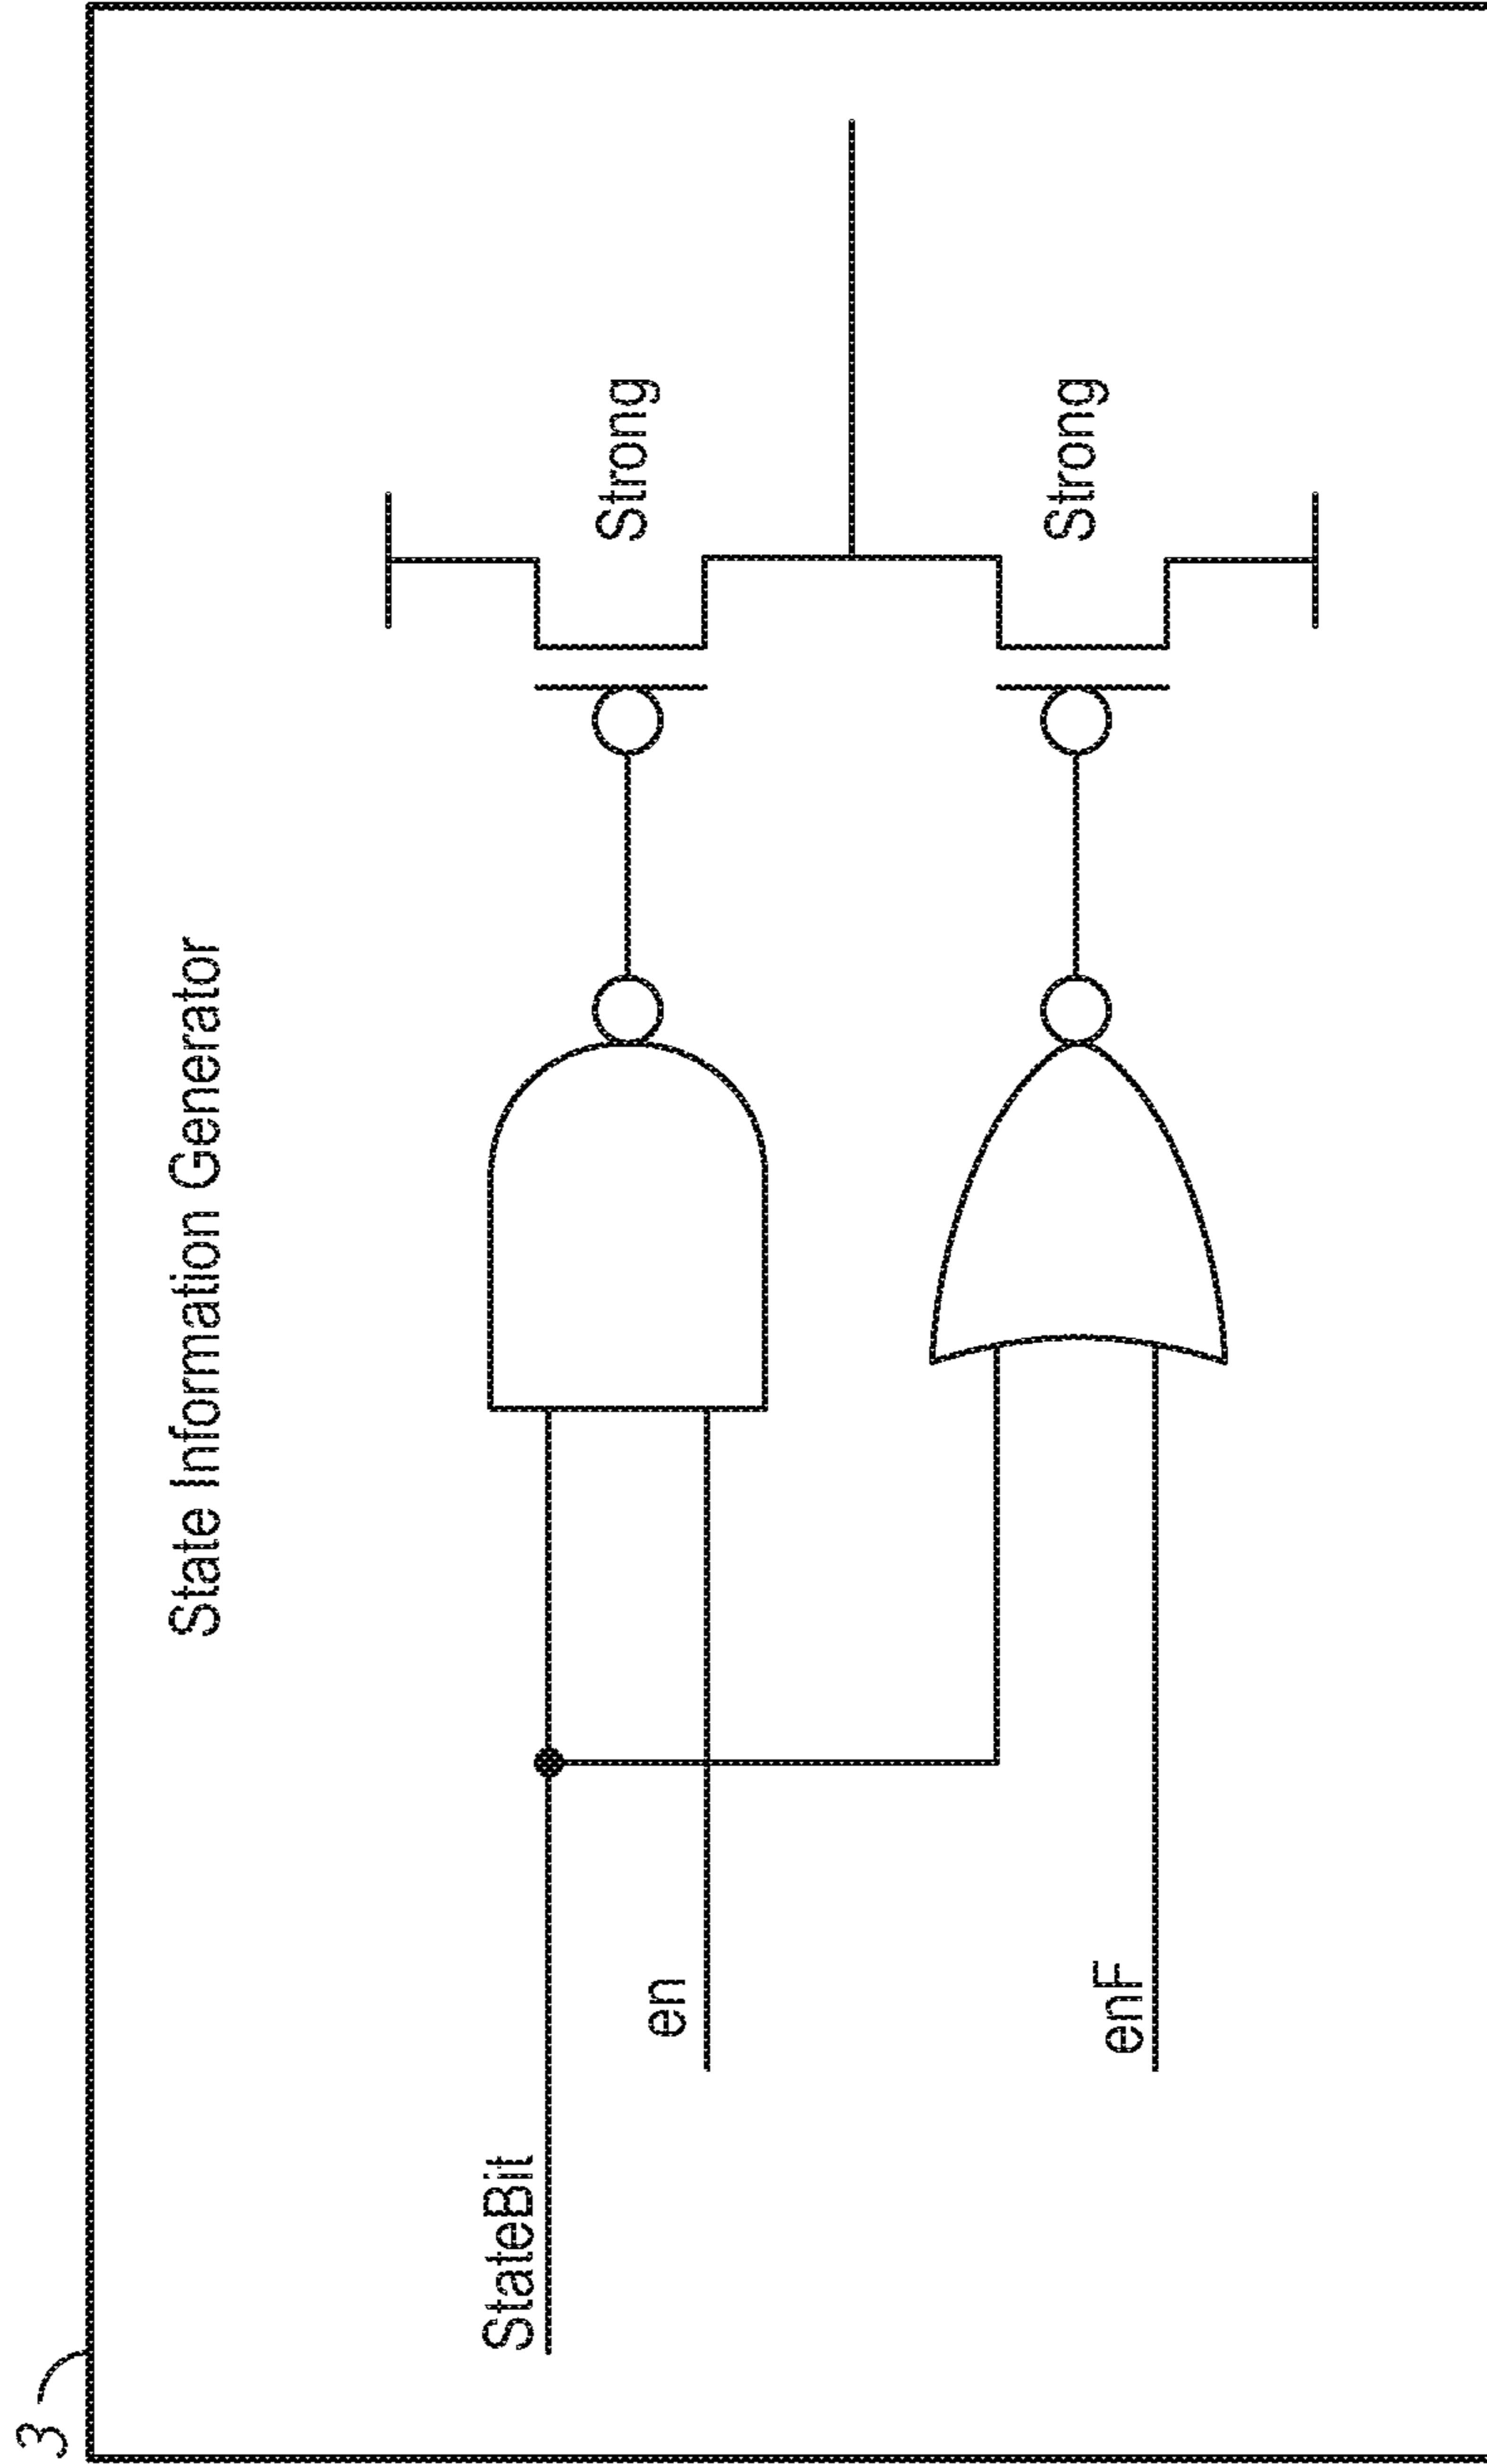 3
State Information Generator
StateBit
en
Strong
enF
Strong